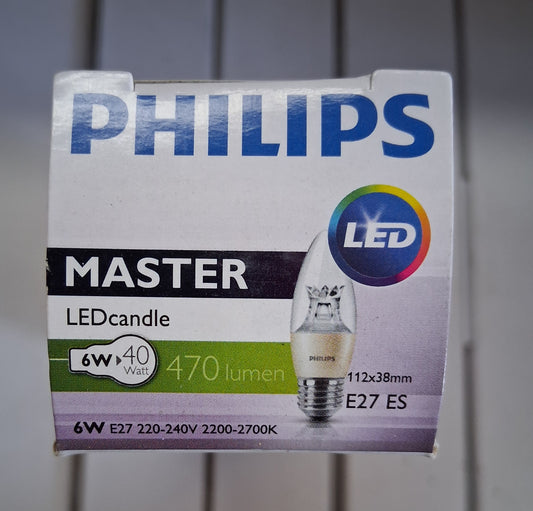 PHILIPS
LED
MASTER
LEDcandle
6W 40
Watt
470 lumen
PHILIPS
112x38mm
E27 ES
6W E27 220-240V 2200-2700K